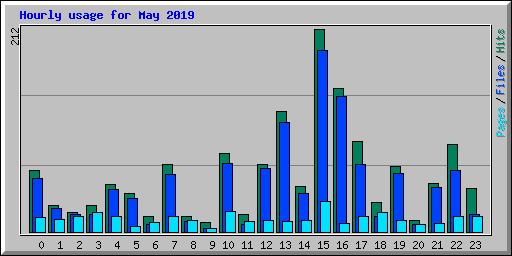 Hourly usage for May 2019
212
Pages / Files / Hits
0 1 2 3 4 5 6 7 8 9 10 11 12 13 14 15 16 17 18 19 20 21 22 23